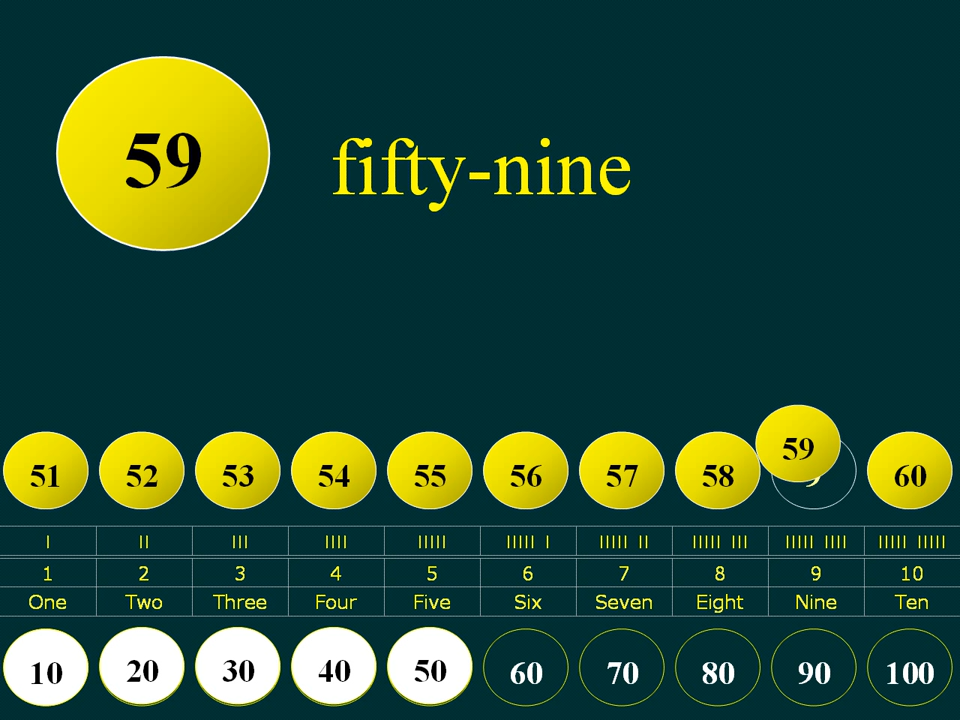 59 fifty-nine
59
51 52 53 54 55 56 57 58 60
I II III IIII IIIII IIIII I IIIII II IIIII III IIIII IIII IIIII IIIII
1 2 3 4 5 6 7 8 9 10
One Two Three Four Five Six Seven Eight Nine Ten
10 20 30 40 50 60 70 80 90 100